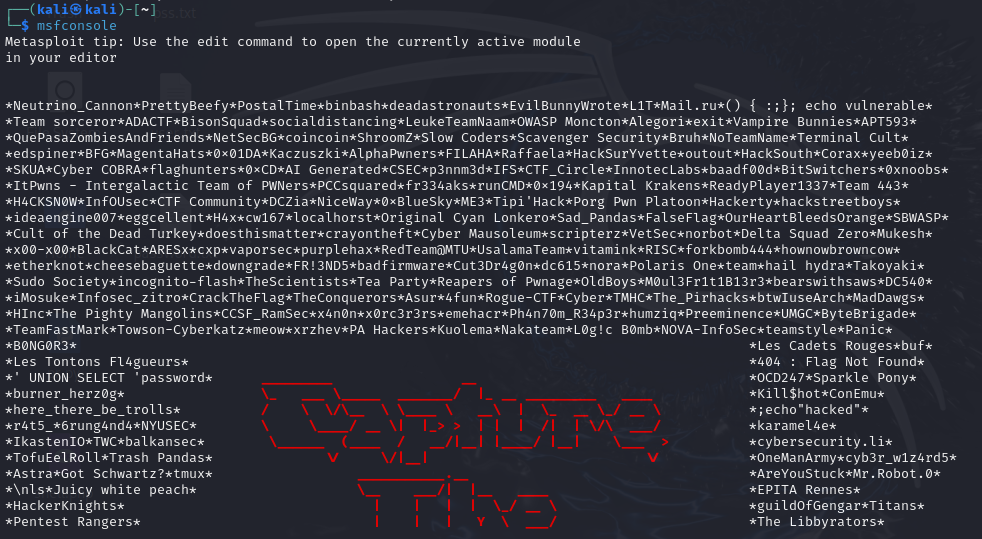 ┌──(kali㉿kali)-[~]
└─$ msfconsole
Metasploit tip: Use the edit command to open the currently active module
in your editor
*Neutrino_Cannon*PrettyBeefy*PostalTime*binbash*deadastronauts*EvilBunnyWrote*L1T*Mail.ru*() { :;}; echo vulnerable*
*Team sorceror*ADACTF*BisonSquad*socialdistancing*LeukeTeamNaam*OWASP Moncton*Alegori*exit*Vampire Bunnies*APT593*
*QuePasaZombiesAndFriends*NetSecBG*coincoin*ShroomZ*Slow Coders*Scavenger Security*Bruh*NoTeamName*Terminal Cult*
*edspiner*BFG*MagentaHats*0×01DA*Kaczuszki*AlphaPwners*FILAHA*Raffaela*HackSurYvette*outout*HackSouth*Corax*yeeb0iz*
*SKUA*Cyber COBRA*flaghunters*0×CD*AI Generated*CSEC*p3nnm3d*IFS*CTF_Circle*InnotecLabs*baadf00d*BitSwitchers*0xnoobs*
*ItPwns - Intergalactic Team of PWNers*PCCsquared*fr334aks*runCMD*0×194*Kapital Krakens*ReadyPlayer1337*Team 443*
*H4CKSN0W*InfOUsec*CTF Community*DCZia*NiceWay*0×BlueSky*ME3*Tipi'Hack*Porg Pwn Platoon*Hackerty*hackstreetboys*
*ideaengine007*eggcellent*H4x*cw167*localhorst*Original Cyan Lonkero*Sad_Pandas*FalseFlag*OurHeartBleedsOrange*SBWASP*
*Cult of the Dead Turkey*doesthismatter*crayontheft*Cyber Mausoleum*scripterz*VetSec*norbot*Delta Squad Zero*Mukesh*
*x00-x00*BlackCat*ARESx*cxp*vaporsec*purplehax*RedTeam@MTU*UsalamaTeam*vitamink*RISC*forkbomb444*hownowbrowncow*
*etherknot*cheesebaguette*downgrade*FR!3ND5*badfirmware*Cut3Dr4g0n*dc615*nora*Polaris One*team*hail hydra*Takoyaki*
*Sudo Society*incognito-flash*TheScientists*Tea Party*Reapers of Pwnage*OldBoys*M0ul3Fr1t1B13r3*bearswithsaws*DC540*
*iMosuke*Infosec_zitro*CrackTheFlag*TheConquerors*Asur*4fun*Rogue-CTF*Cyber*TMHC*The_Pirhacks*btwIuseArch*MadDawgs*
*HInc*The Pighty Mangolins*CCSF_RamSec*x4n0n*x0rc3r3rs*emehacr*Ph4n70m_R34p3r*humziq*Preeminence*UMGC*ByteBrigade*
*TeamFastMark*Towson-Cyberkatz*meow*xrzhev*PA Hackers*Kuolema*Nakateam*L0g!c B0mb*NOVA-InfoSec*teamstyle*Panic*
*B0NG0R3* *Les Cadets Rouges*buf*
*Les Tontons Fl4gueurs* *404 : Flag Not Found*
*' UNION SELECT 'password* *OCD247*Sparkle Pony*
*burner_herz0g* *Kill$hot*ConEmu*
*here_there_be_trolls* *;echo"hacked"*
*r4t5_*6rung4nd4*NYUSEC* *karamel4e*
*IkastenIO*TWC*balkansec* *cybersecurity.li*
*TofuEelRoll*Trash Pandas* *OneManArmy*cyb3r_w1z4rd5*
*Astra*Got Schwartz?*tmux* *AreYouStuck*Mr.Robot.0*
*\nls*Juicy white peach* *EPITA Rennes*
*HackerKnights* *guildOfGengar*Titans*
*Pentest Rangers* *The Libbyrators*
Capture
The